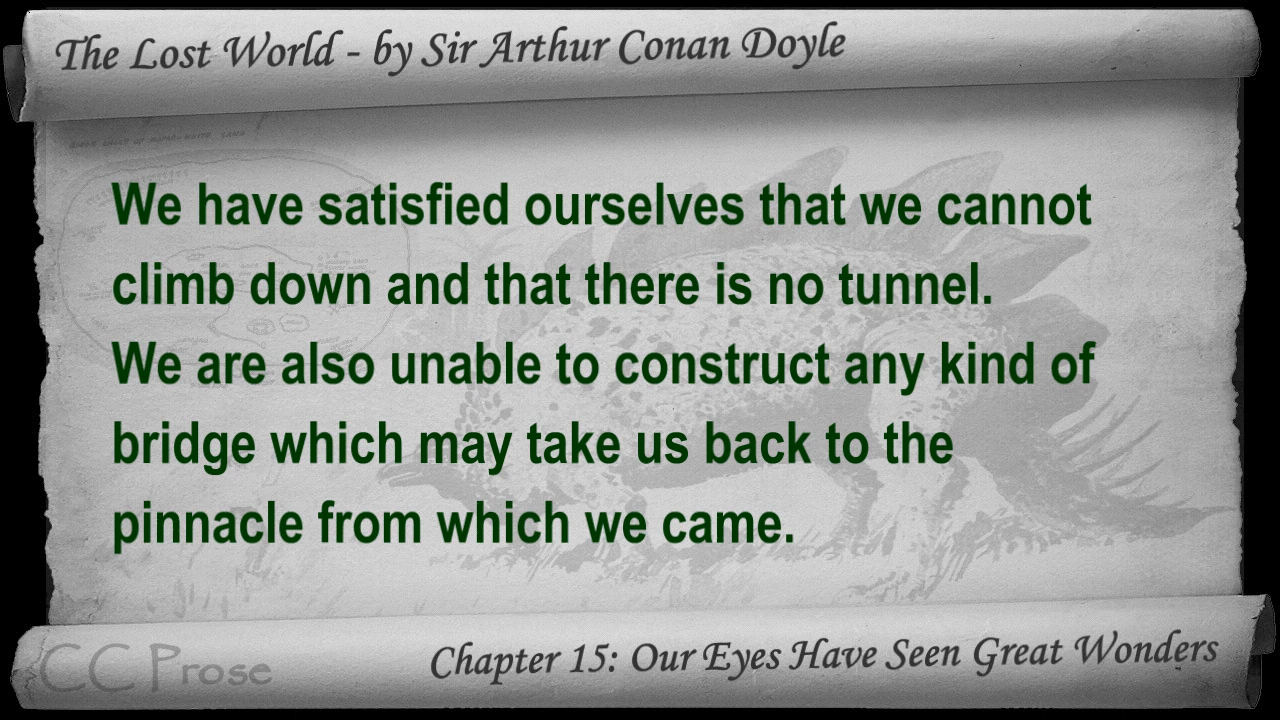 The Lost World - by Sir Arthur Conan Doyle
We have satisfied ourselves that we cannot
climb down and that there is no tunnel.
We are also unable to construct any kind of
bridge which may take us back to the
pinnacle from which we came.
CC Prose
Chapter 15: Our Eyes Have Seen Great Wonders